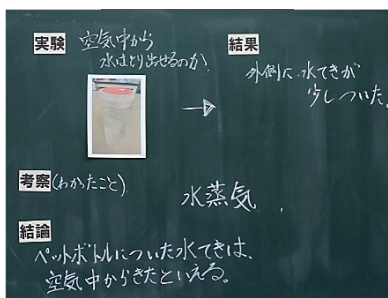 実験 空気中から
水はとり出せるのか。
結果
外側に水てきが
少しついた。
考察(わかったこと)
水蒸気
結論
ペットボトルについた水てきは、
空気中からきたといえる。